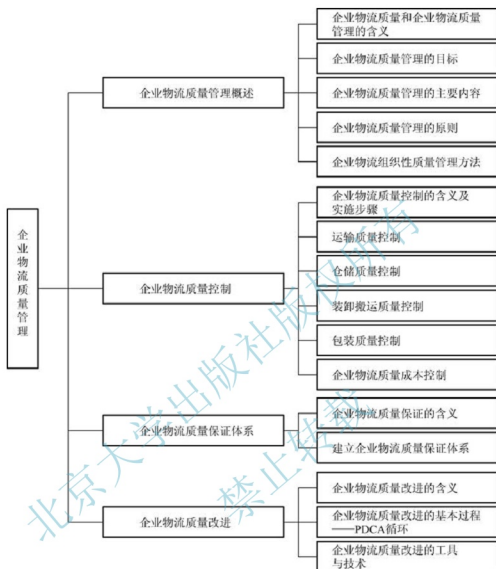 企业物流质量管理
企业物流质量管理概述
企业物流质量和企业物流质量
管理的含义
企业物流质量管理的目标
企业物流质量管理的主要内容
企业物流质量管理的原则
企业物流组织性质量管理方法
企业物流质量控制
企业物流质量控制的含义及
实施步骤
运输质量控制
仓储质量控制
装卸搬运质量控制
包装质量控制
企业物流质量成本控制
企业物流质量保证体系
企业物流质量保证的含义
建立企业物流质量保证体系
企业物流质量改进
企业物流质量改进的含义
企业物流质量改进的基本过程
——PDCA循环
企业物流质量改进的工具
与技术
北京大学出版社版权所有
禁止转载